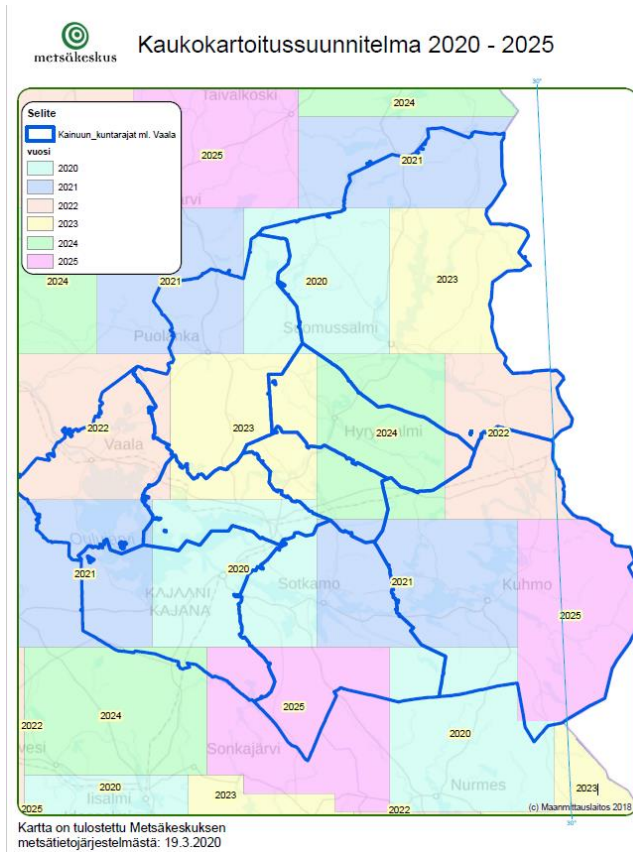 metsäkeskus
Kaukokartoitussuunnitelma 2020 - 2025
30°
Selite
Kainuun_kuntarajat ml. Vaala
vuosi
2020
2021
2022
2023
2024
2025
Taivalkoski
2024
2025
2021
2024
2021
2020
2023
Puolanka
Suomussalmi
2022
Vaala
2023
2024
2022
2021
2020
KAJAANI
KAJANA
Sotkamo
2021
Kuhmo
2025
2024
2025
2022
Sonkajärvi
2020
2020
Iisalmi
2023
Nurmes
2023
2025
2022
(c) Maanmittauslaitos 2018
30°
Kartta on tulostettu Metsäkeskuksen
metsätietojärjestelmästä: 19.3.2020